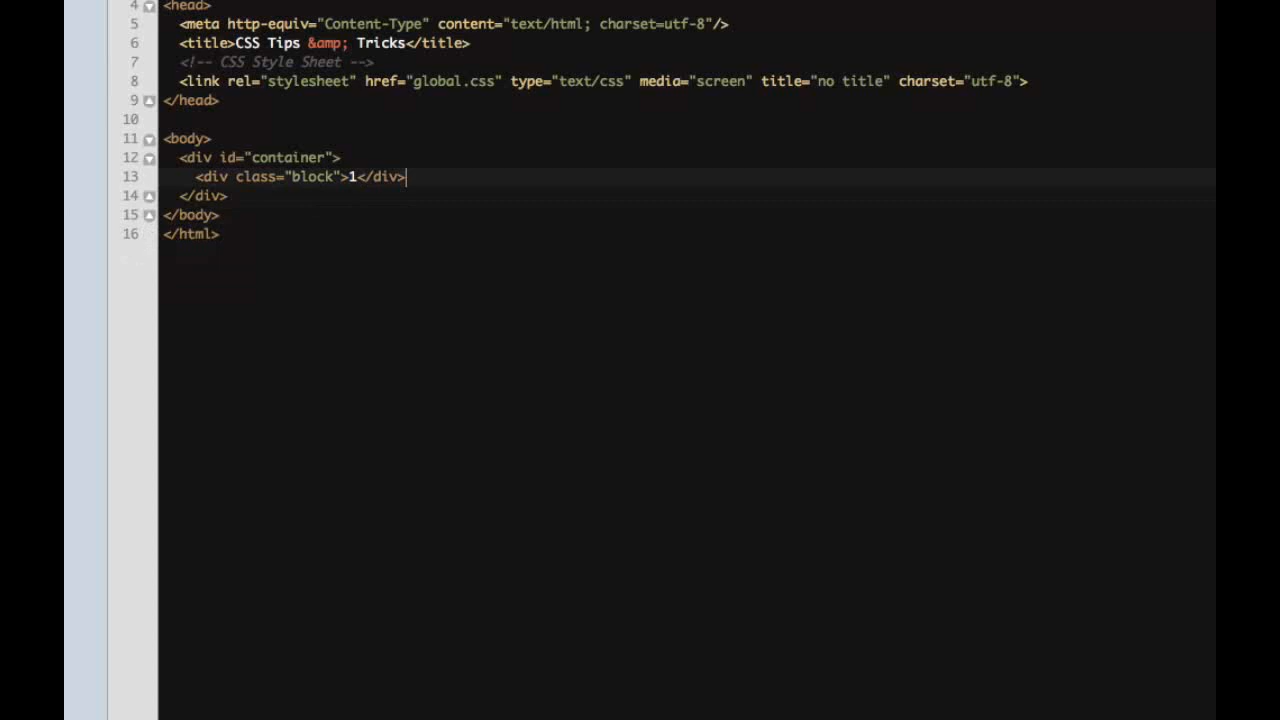 4 <head>
5 <meta http-equiv="Content-Type" content="text/html; charset=utf-8"/>
6 <title>CSS Tips &amp; Tricks</title>
7 <!-- CSS Style Sheet -->
8 <link rel="stylesheet" href="global.css" type="text/css" media="screen" title="no title" charset="utf-8">
9 </head>
10
11 <body>
12 <div id="container">
13 <div class="block">1</div>
14 </div>
15 </body>
16 </html>